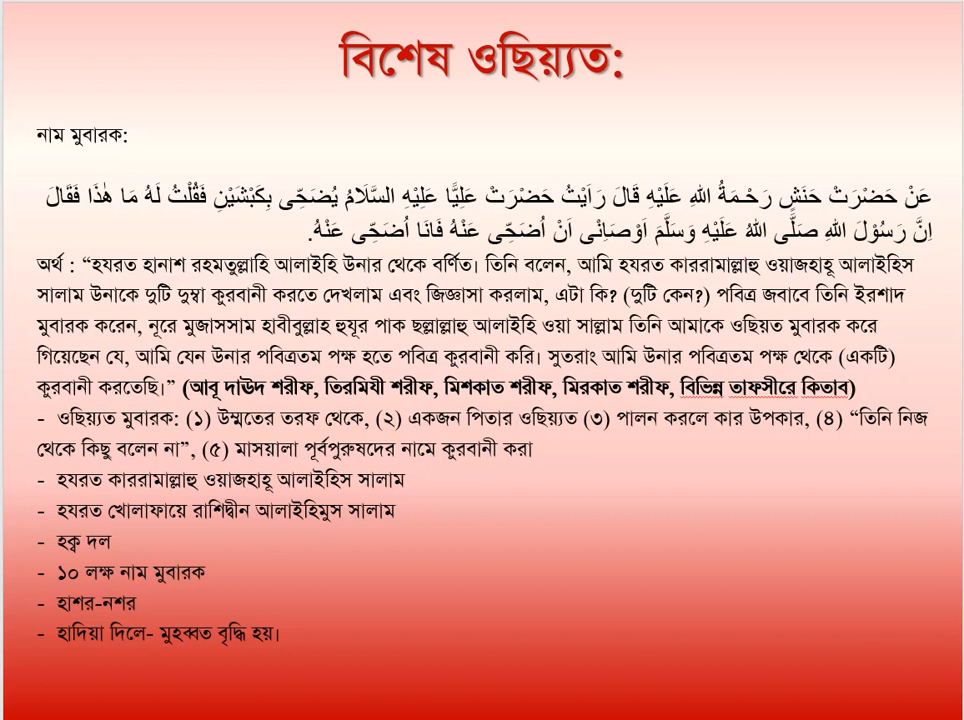 বিশেষ ওছিয়্যত:
নাম মুবারক:
عَنْ حَضْرَتْ حَنَشٍ رَحْـمَةُ اللهِ عَلَيْهِ قَالَ رَاَيْتُ حَضْرَتْ عَلِيًّا عَلَيْهِ السَّلَامُ يُضَحِّى بِكَبْشَيْنِ فَقُلْتُ لَهٗ مَا هٰذَا فَقَالَ
اِنَّ رَسُوْلَ اللهِ صَلَّى اللهُ عَلَيْهِ وَسَلَّمَ اَوْصَانِىْ اَنْ اُضَحِّى عَنْهُ فَانَا اُضَحِّى عَنْهُ.
অর্থ : “হযরত হানাশ রহমতুল্লাহি আলাইহি উনার থেকে বর্ণিত। তিনি বলেন, আমি হযরত কাররামাল্লাহু ওয়াজহাহূ আলাইহিস
সালাম উনাকে দুটি দুম্বা কুরবানী করতে দেখলাম এবং জিজ্ঞাসা করলাম, এটা কি? (দুটি কেন?) পবিত্র জবাবে তিনি ইরশাদ
মুবারক করেন, নূরে মুজাসসাম হাবীবুল্লাহ হুযূর পাক ছল্লাল্লাহু আলাইহি ওয়া সাল্লাম তিনি আমাকে ওছিয়ত মুবারক করে
গিয়েছেন যে, আমি যেন উনার পবিত্রতম পক্ষ হতে পবিত্র কুরবানী করি। সুতরাং আমি উনার পবিত্রতম পক্ষ থেকে (একটি)
কুরবানী করতেছি।” (আবূ দাঊদ শরীফ, তিরমিযী শরীফ, মিশকাত শরীফ, মিরকাত শরীফ, বিভিন্ন তাফসীরে কিতাব)
- ওছিয়্যত মুবারক: (১) উম্মতের তরফ থেকে, (২) একজন পিতার ওছিয়্যত (৩) পালন করলে কার উপকার, (৪) “তিনি নিজ
থেকে কিছু বলেন না”, (৫) মাসয়ালা পূর্বপুরুষদের নামে কুরবানী করা
- হযরত কাররামাল্লাহু ওয়াজহাহূ আলাইহিস সালাম
- হযরত খোলাফায়ে রাশিদ্বীন আলাইহিমুস সালাম
- হক্ব দল
- ১০ লক্ষ নাম মুবারক
- হাশর-নশর
- হাদিয়া দিলে- মুহব্বত বৃদ্ধি হয়।